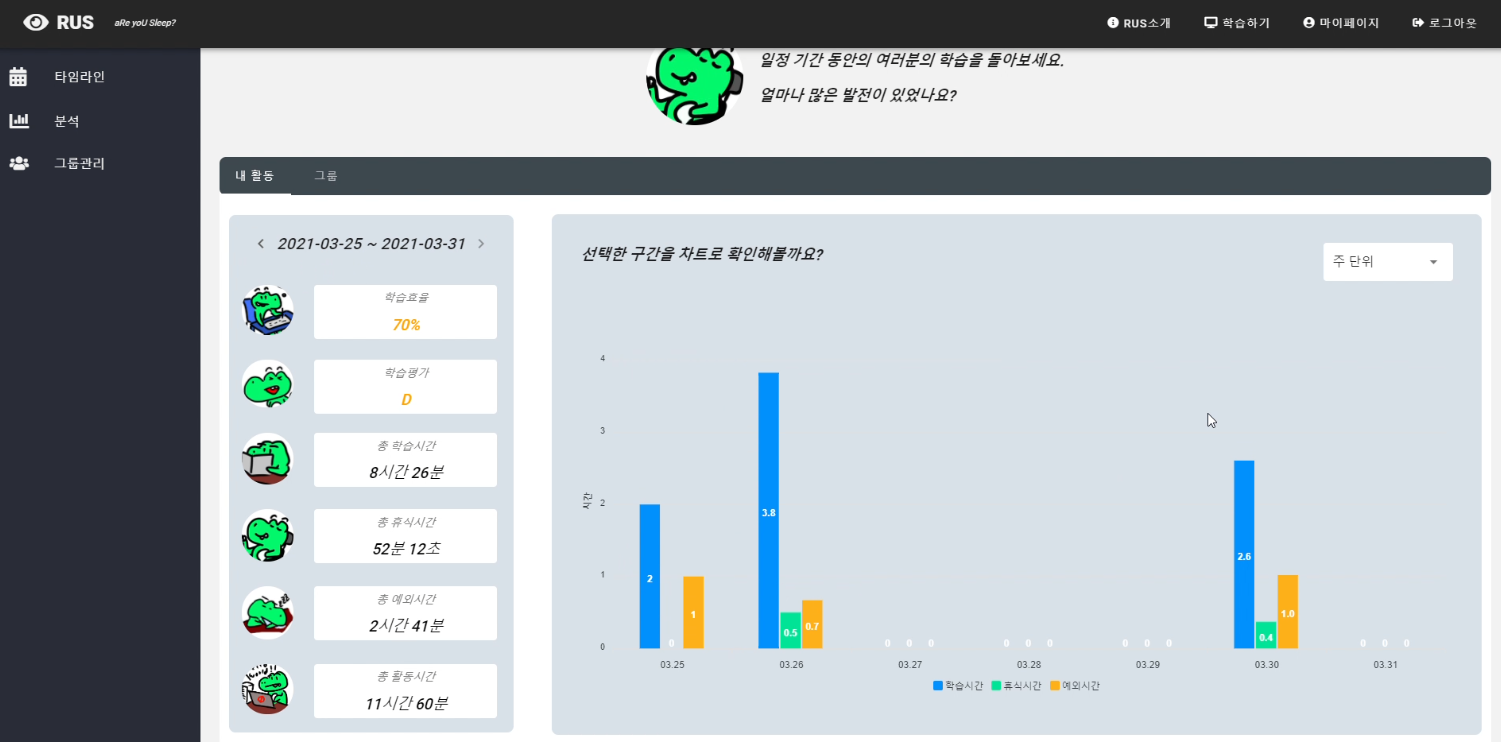 RUS
aRe yoU Sleep?
RUS소개
학습하기
마이페이지
로그아웃
타임라인
분석
그룹관리
일정 기간 동안의 여러분의 학습을 돌아보세요.
얼마나 많은 발전이 있었나요?
내 활동
그룹
2021-03-25 ~ 2021-03-31
학습효율
70%
학습평가
D
총 학습시간
8시간 26분
총 휴식시간
52분 12초
총 예외시간
2시간 41분
총 활동시간
11시간 60분
선택한 구간을 차트로 확인해볼까요?
주 단위
시간
4
3
2
1
0
2
0
1
3.8
0.5
0.7
0 0 0
0 0 0
0 0 0
2.6
0.4
1.0
0 0 0
03.25 03.26 03.27 03.28 03.29 03.30 03.31
학습시간 휴식시간 예외시간